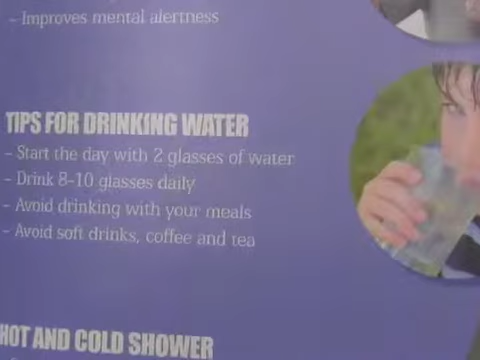 – Improves mental alertness
TIPS FOR DRINKING WATER
– Start the day with 2 glasses of water
– Drink 8-10 glasses daily
– Avoid drinking with your meals
– Avoid soft drinks, coffee and tea
HOT AND COLD SHOWER